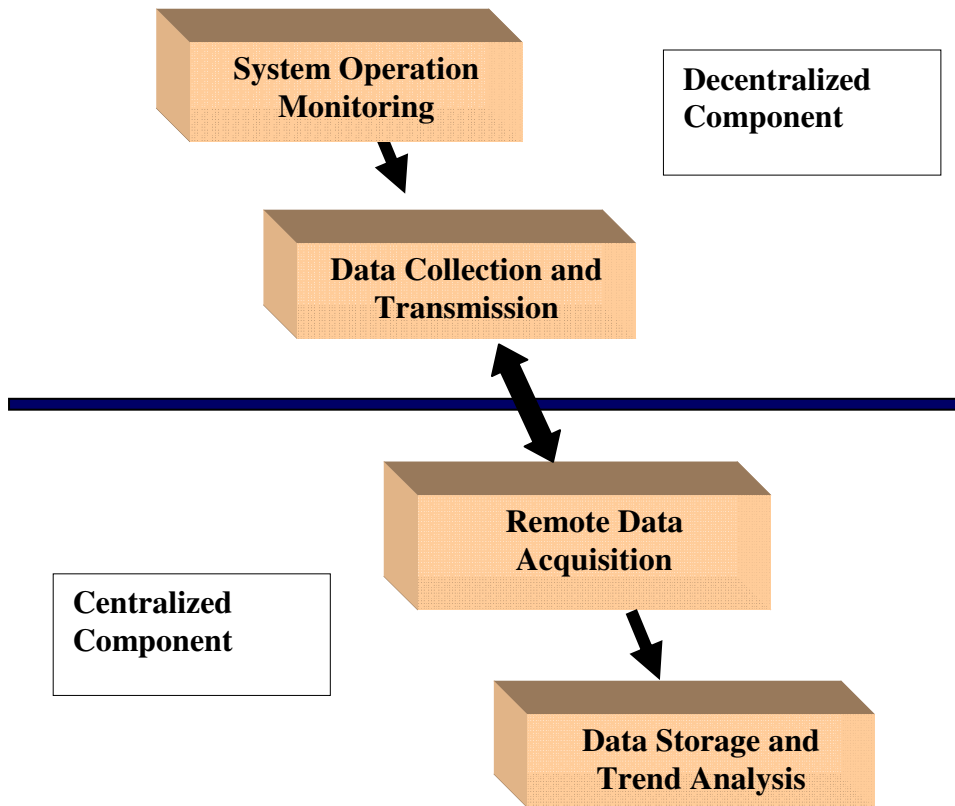 System Operation
Monitoring
Decentralized
Component
Data Collection and
Transmission
Remote Data
Acquisition
Centralized
Component
Data Storage and
Trend Analysis